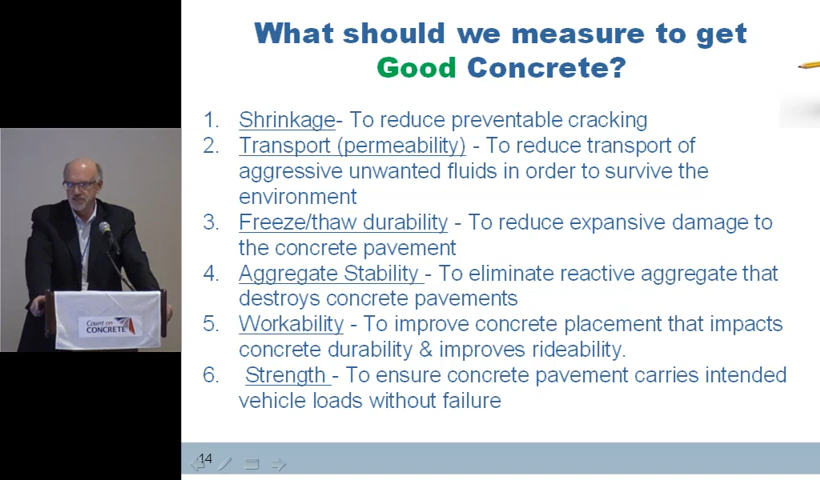 What should we measure to get
Good Concrete?
1. Shrinkage- To reduce preventable cracking
2. Transport (permeability) - To reduce transport of
aggressive unwanted fluids in order to survive the
environment
3. Freeze/thaw durability - To reduce expansive damage to
the concrete pavement
4. Aggregate Stability - To eliminate reactive aggregate that
destroys concrete pavements
5. Workability - To improve concrete placement that impacts
concrete durability & improves rideability.
6. Strength - To ensure concrete pavement carries intended
vehicle loads without failure
14
Count on
CONCRETE